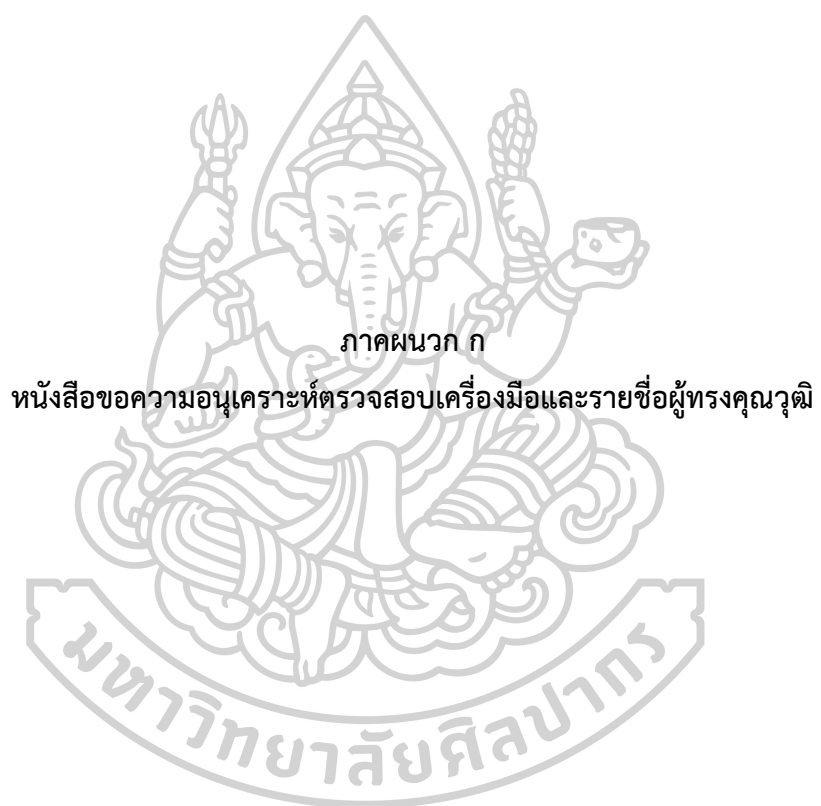 ภาคผนวก ก
หนังสือขอความอนุเคราะห์ตรวจสอบเครื่องมือและรายชื่อผู้ทรงคุณวุฒิ
มหาวิทยาลัยศิลปากร